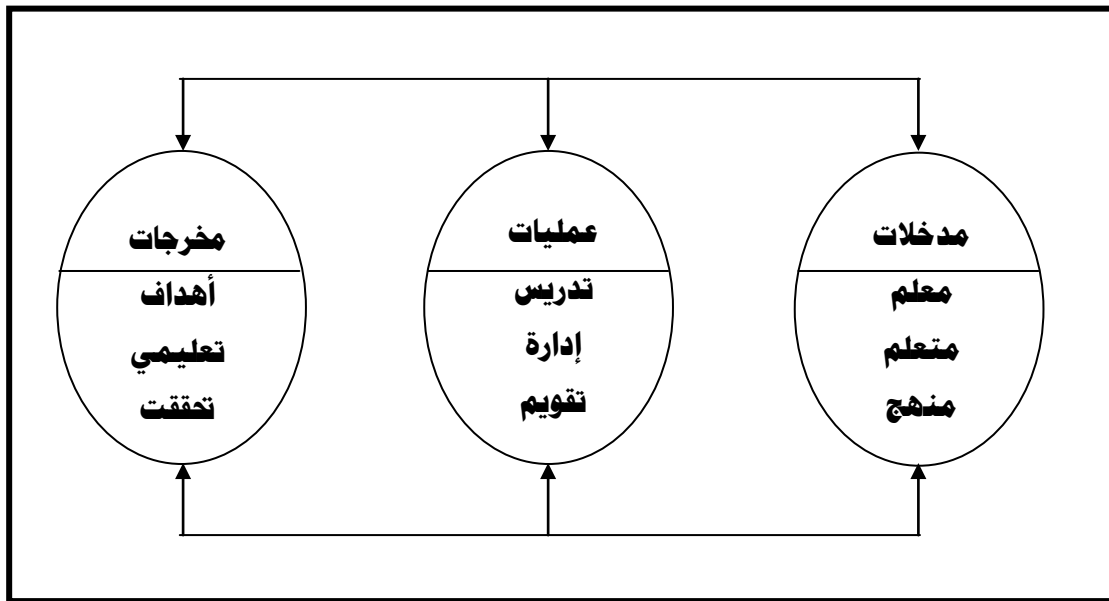 مدخلات
معلم
متعلم
منهج
عمليات
تدريس
إدارة
تقويم
مخرجات
أهداف
تعليمي
تحققت